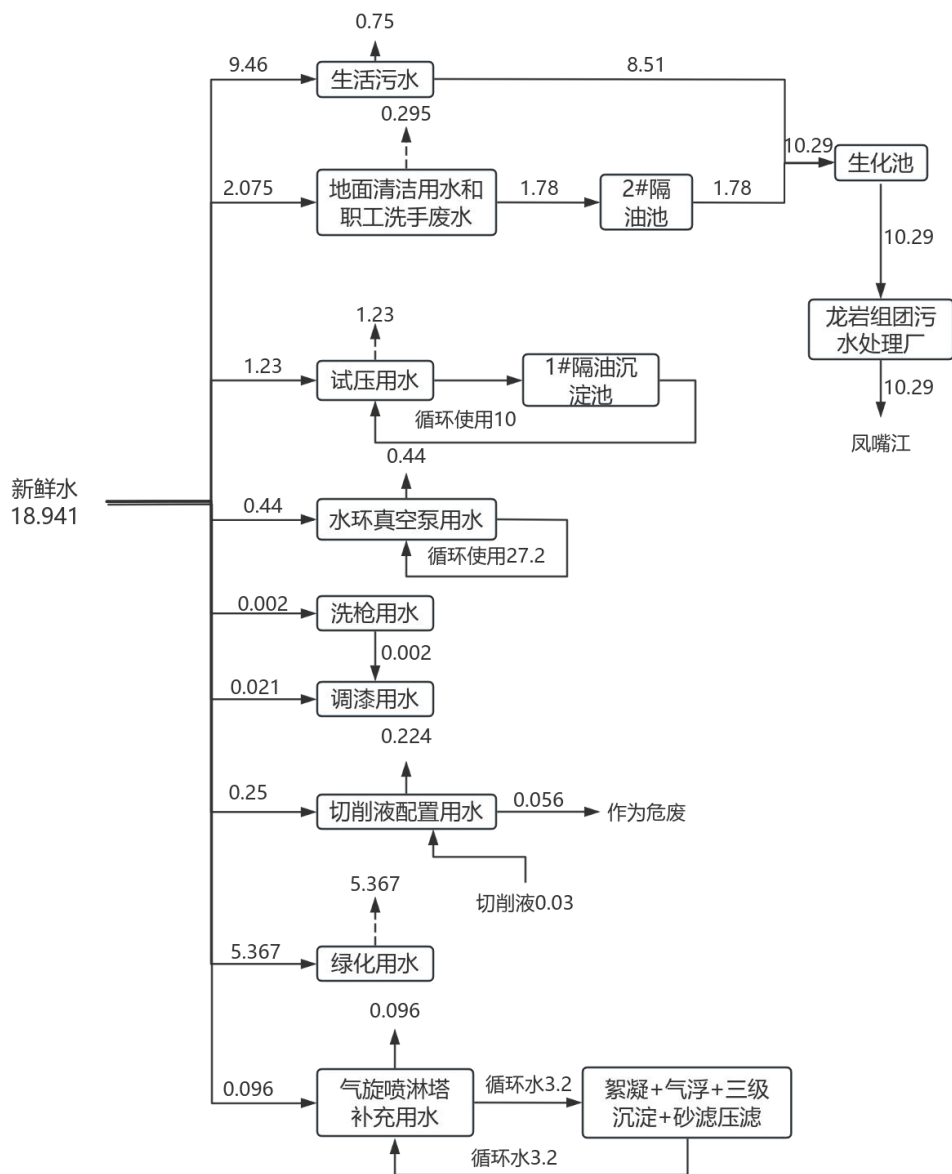 0.75
9.46
生活污水
8.51
0.295
10.29
生化池
2.075
地面清洁用水和
职工洗手废水
1.78
2#隔
油池
1.78
10.29
1.23
龙岩组团污
水处理厂
1.23
试压用水
1#隔油沉
淀池
10.29
循环使用10
凤嘴江
0.44
新鲜水
18.941
0.44
水环真空泵用水
循环使用27.2
0.002
洗枪用水
0.002
0.021
调漆用水
0.224
0.25
切削液配置用水
0.056
作为危废
切削液0.03
5.367
5.367
绿化用水
0.096
0.096
气旋喷淋塔
补充用水
循环水3.2
絮凝+气浮+三级
沉淀+砂滤压滤
循环水3.2